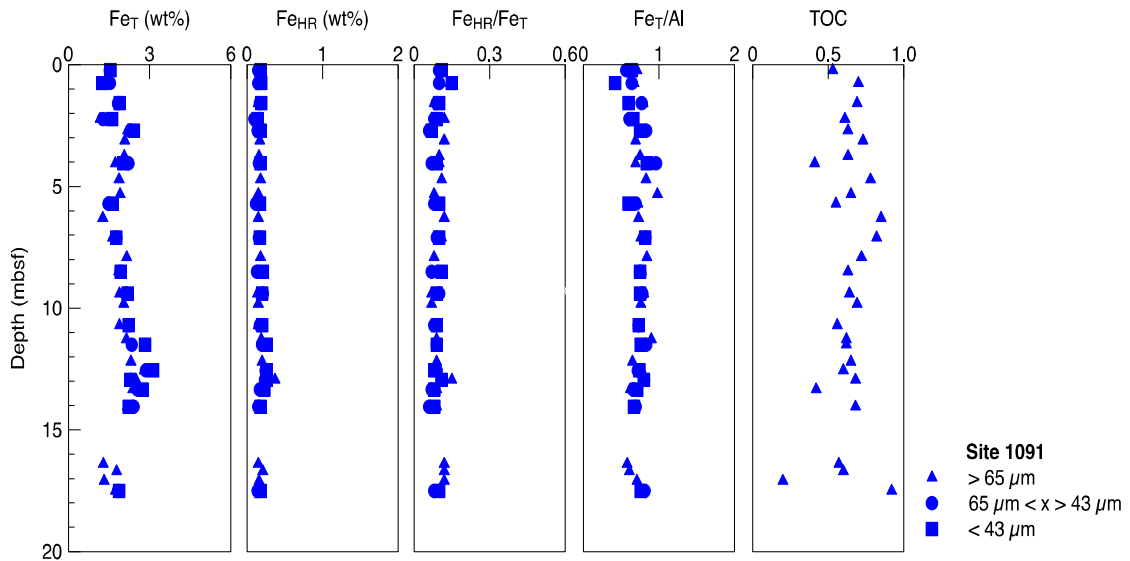 Fe_T (wt%) Fe_HR (wt%) Fe_HR/Fe_T Fe_T/Al TOC
0 3 6 0 1 2 0 0.3 0.6 0 1 2 0.5 1.0
0
5
10
15
20
Depth (mbsf)
Site 1091
> 65 µm
65 µm < x > 43 µm
< 43 µm